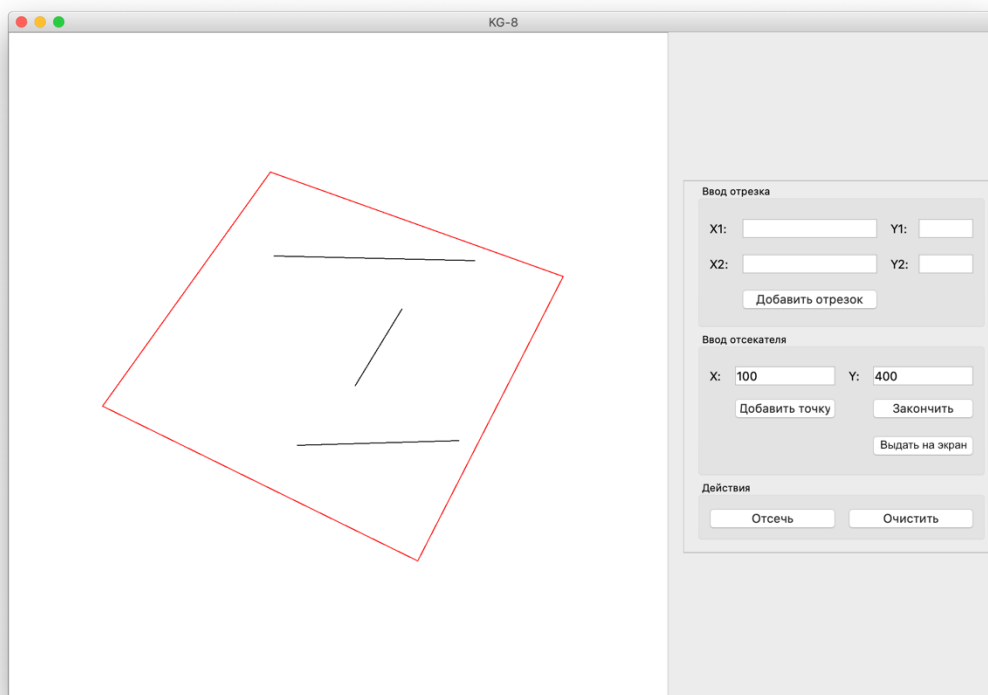 KG-8
Ввод отрезка
X1: Y1:
X2: Y2:
Добавить отрезок
Ввод отсекателя
X: 100 Y: 400
Добавить точку Закончить
Выдать на экран
Действия
Отсечь Очистить